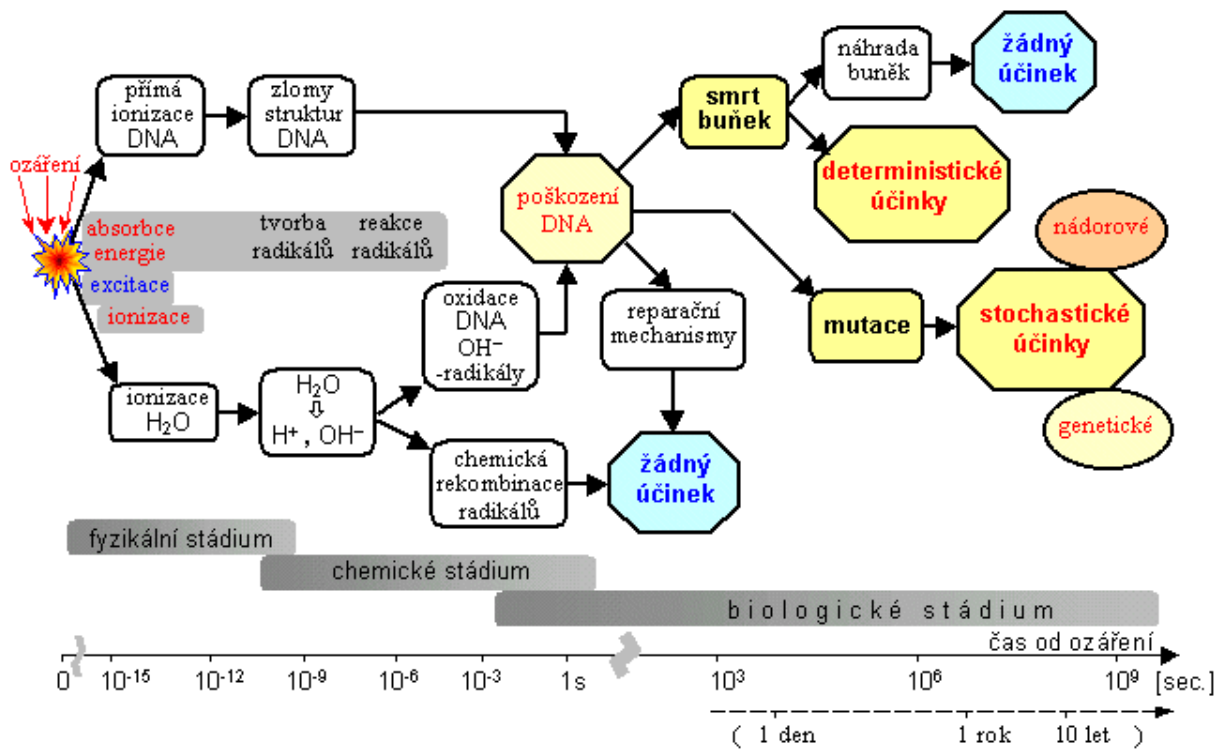 přímá
ionizace
DNA
zlomy
struktur
DNA
smrt
buňek
náhrada
buněk
žádný
účinek
deterministické
účinky
ozáření
absorbce
energie
tvorba
radikálů
reakce
radikálů
excitace
ionizace
poškození
DNA
nádorové
oxidace
DNA
OH⁻
-radikály
reparační
mechanismy
mutace
stochastické
účinky
genetické
ionizace
H₂O
H₂O
⇩
H⁺, OH⁻
chemická
rekombinace
radikálů
žádný
účinek
fyzikální stádium
chemické stádium
biologické stádium
čas od ozáření
0 10⁻¹⁵ 10⁻¹² 10⁻⁹ 10⁻⁶ 10⁻³ 1s 10³ 10⁶ 10⁹ [sec.]
( 1 den 1 rok 10 let )